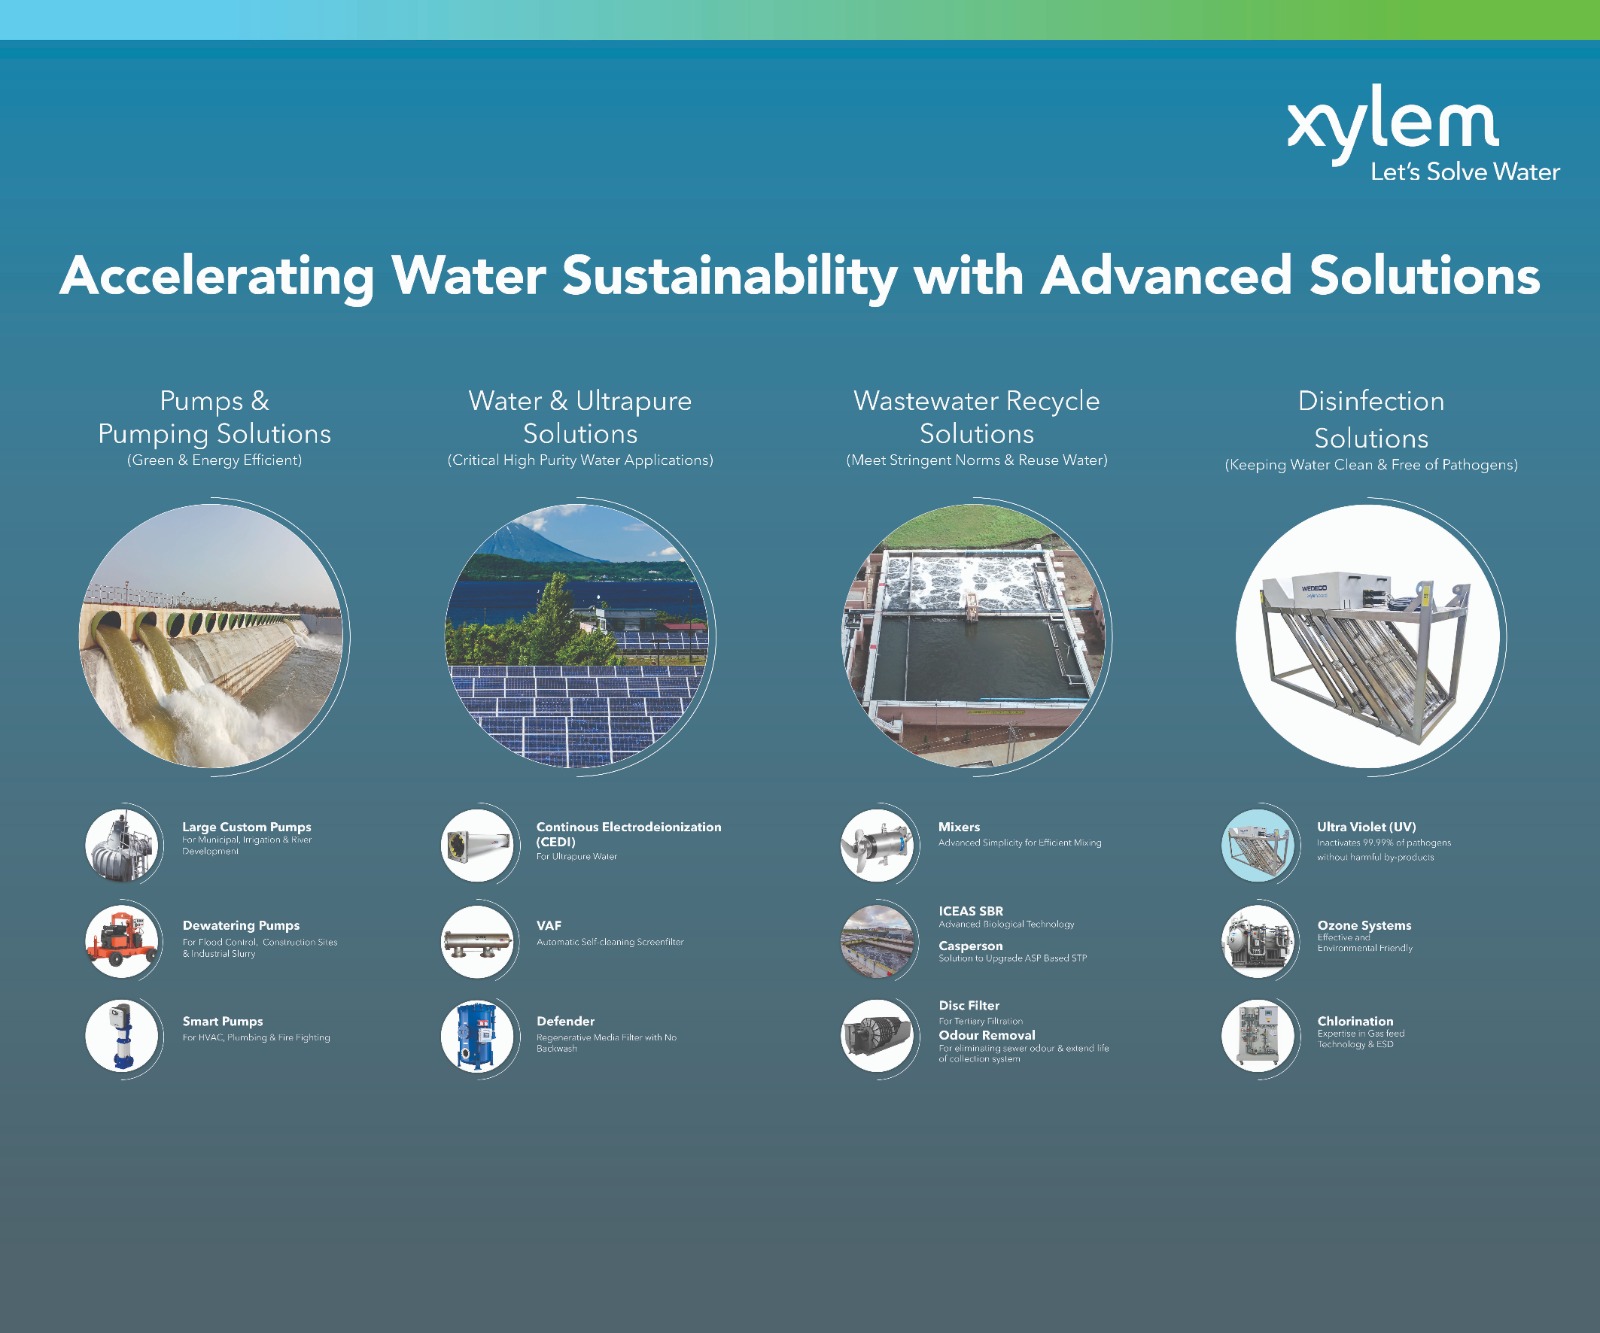 xylem
Let's Solve Water
Accelerating Water Sustainability with Advanced Solutions
Pumps &
Pumping Solutions
(Green & Energy Efficient)
Large Custom Pumps
For Municipal, Irrigation & River
Development
Dewatering Pumps
For Flood Control, Construction Sites
& Industrial Slurry
Smart Pumps
For HVAC, Plumbing & Fire Fighting
Water & Ultrapure
Solutions
(Critical High Purity Water Applications)
Continous Electrodeionization
(CEDI)
For Ultrapure Water
VAF
Automatic Self-cleaning Screenfilter
Defender
Regenerative Media Filter with No
Backwash
Wastewater Recycle
Solutions
(Meet Stringent Norms & Reuse Water)
Mixers
Advanced Simplicity for Efficient Mixing
ICEAS SBR
Advanced Biological Technology
Casperson
Solution to Upgrade ASP Based STP
Disc Filter
For Tertiary Filtration
Odour Removal
For eliminating sewer odour & extend life
of collection system
Disinfection
Solutions
(Keeping Water Clean & Free of Pathogens)
WEDECO
Ultra Violet (UV)
Inactivates 99.99% of pathogens
without harmful by-products
Ozone Systems
Effective and
Environmental Friendly
Chlorination
Expertise in Gas feed
Technology & ESD